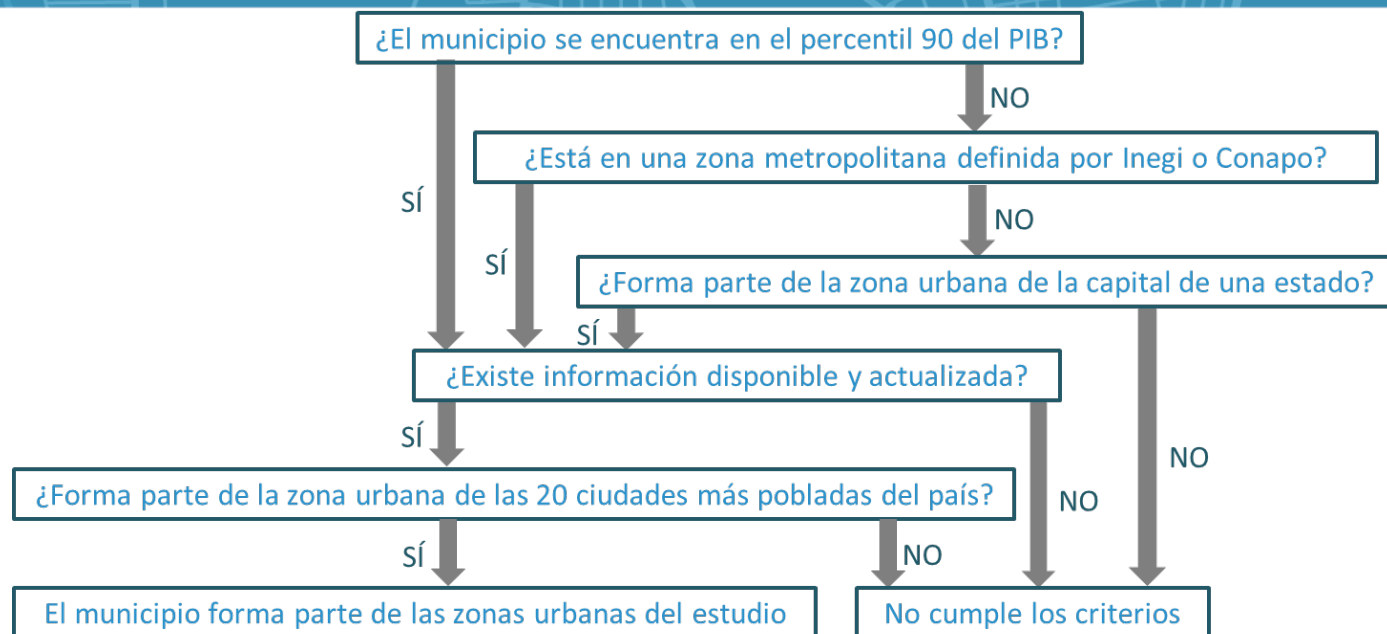 ¿El municipio se encuentra en el percentil 90 del PIB?
NO
¿Está en una zona metropolitana definida por Inegi o Conapo?
SÍ
NO
SÍ
¿Forma parte de la zona urbana de la capital de una estado?
SÍ
¿Existe información disponible y actualizada?
SÍ
NO
¿Forma parte de la zona urbana de las 20 ciudades más pobladas del país?
NO
SÍ
NO
El municipio forma parte de las zonas urbanas del estudio
No cumple los criterios